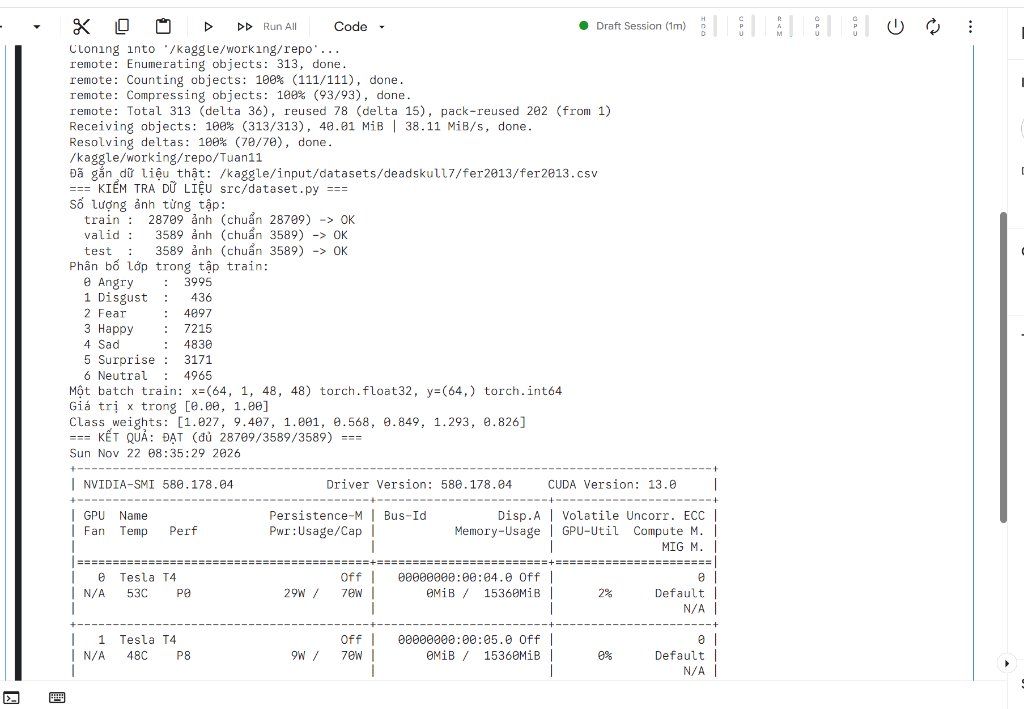 Run All
Code
Draft Session (1m)
HDD
CPU
RAM
GPU
GPU
Cloning into '/kaggle/working/repo'...
remote: Enumerating objects: 313, done.
remote: Counting objects: 100% (111/111), done.
remote: Compressing objects: 100% (93/93), done.
remote: Total 313 (delta 36), reused 78 (delta 15), pack-reused 202 (from 1)
Receiving objects: 100% (313/313), 40.01 MiB | 38.11 MiB/s, done.
Resolving deltas: 100% (70/70), done.
/kaggle/working/repo/Tuan11
Đã gắn dữ liệu thật: /kaggle/input/datasets/deadskull7/fer2013/fer2013.csv
=== KIỂM TRA DỮ LIỆU src/dataset.py ===
Số lượng ảnh từng tập:
train : 28709 ảnh (chuẩn 28709) -> OK
valid : 3589 ảnh (chuẩn 3589) -> OK
test : 3589 ảnh (chuẩn 3589) -> OK
Phân bố lớp trong tập train:
0 Angry : 3995
1 Disgust : 436
2 Fear : 4097
3 Happy : 7215
4 Sad : 4830
5 Surprise : 3171
6 Neutral : 4965
Một batch train: x=(64, 1, 48, 48) torch.float32, y=(64,) torch.int64
Giá trị x trong [0.00, 1.00]
Class weights: [1.027, 9.407, 1.001, 0.568, 0.849, 1.293, 0.826]
=== KẾT QUẢ: ĐẠT (đủ 28709/3589/3589) ===
Sun Nov 22 08:35:29 2026
+-----------------------------------------------------------------------------------------+
| NVIDIA-SMI 580.178.04 Driver Version: 580.178.04 CUDA Version: 13.0 |
+-----------------------------------------+------------------------+----------------------+
| GPU Name Persistence-M | Bus-Id Disp.A | Volatile Uncorr. ECC |
| Fan Temp Perf Pwr:Usage/Cap | Memory-Usage | GPU-Util Compute M. |
| | | MIG M. |
|=========================================+========================+======================|
| 0 Tesla T4 Off | 00000000:00:04.0 Off | 0 |
| N/A 53C P0 29W / 70W | 0MiB / 15360MiB | 2% Default |
| | | N/A |
+-----------------------------------------+------------------------+----------------------+
| 1 Tesla T4 Off | 00000000:00:05.0 Off | 0 |
| N/A 48C P8 9W / 70W | 0MiB / 15360MiB | 0% Default |
| | | N/A |